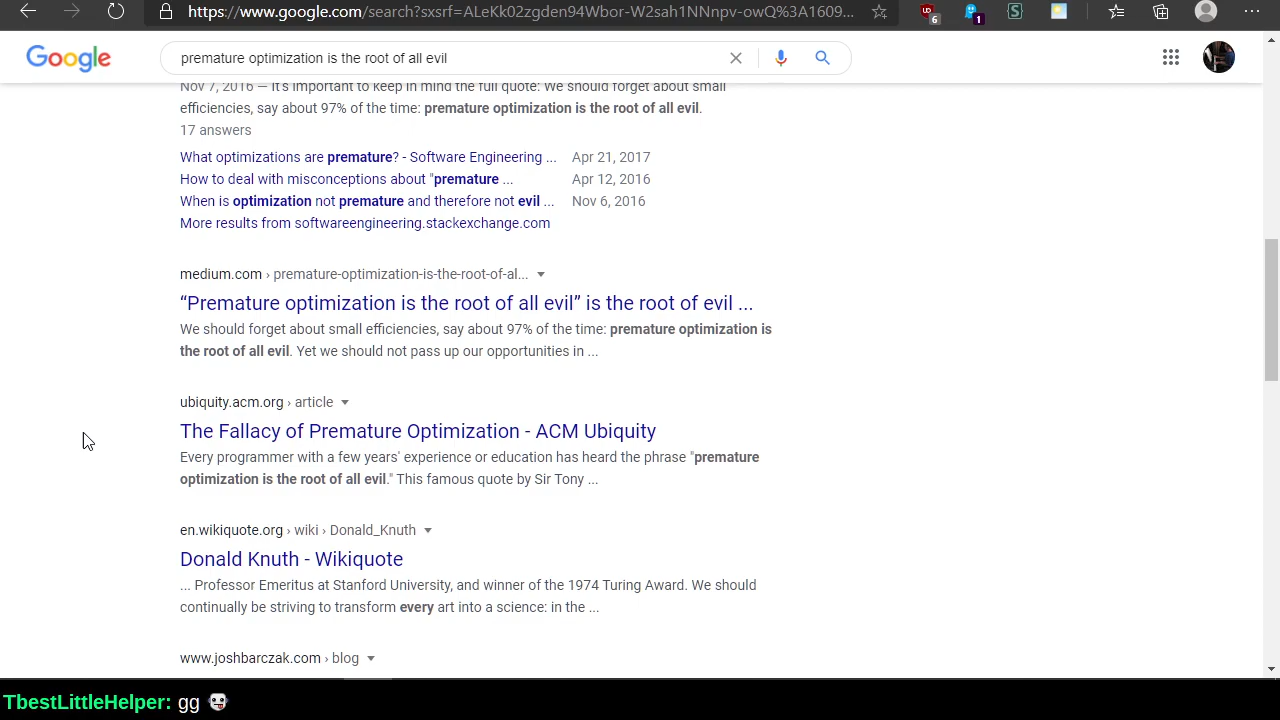 https://www.google.com/search?sxsrf=ALeKk02zgden94Wbor-W2sah1NNnpv-owQ%3A1609...
6
1
Google
premature optimization is the root of all evil
Nov 7, 2016 — It's important to keep in mind the full quote: We should forget about small
efficiencies, say about 97% of the time: premature optimization is the root of all evil.
17 answers
What optimizations are premature? - Software Engineering ... Apr 21, 2017
How to deal with misconceptions about "premature ... Apr 12, 2016
When is optimization not premature and therefore not evil ... Nov 6, 2016
More results from softwareengineering.stackexchange.com
medium.com › premature-optimization-is-the-root-of-al...
“Premature optimization is the root of all evil” is the root of evil ...
We should forget about small efficiencies, say about 97% of the time: premature optimization is
the root of all evil. Yet we should not pass up our opportunities in ...
ubiquity.acm.org › article
The Fallacy of Premature Optimization - ACM Ubiquity
Every programmer with a few years' experience or education has heard the phrase "premature
optimization is the root of all evil." This famous quote by Sir Tony ...
en.wikiquote.org › wiki › Donald_Knuth
Donald Knuth - Wikiquote
... Professor Emeritus at Stanford University, and winner of the 1974 Turing Award. We should
continually be striving to transform every art into a science: in the ...
www.joshbarczak.com › blog
TbestLittleHelper: gg